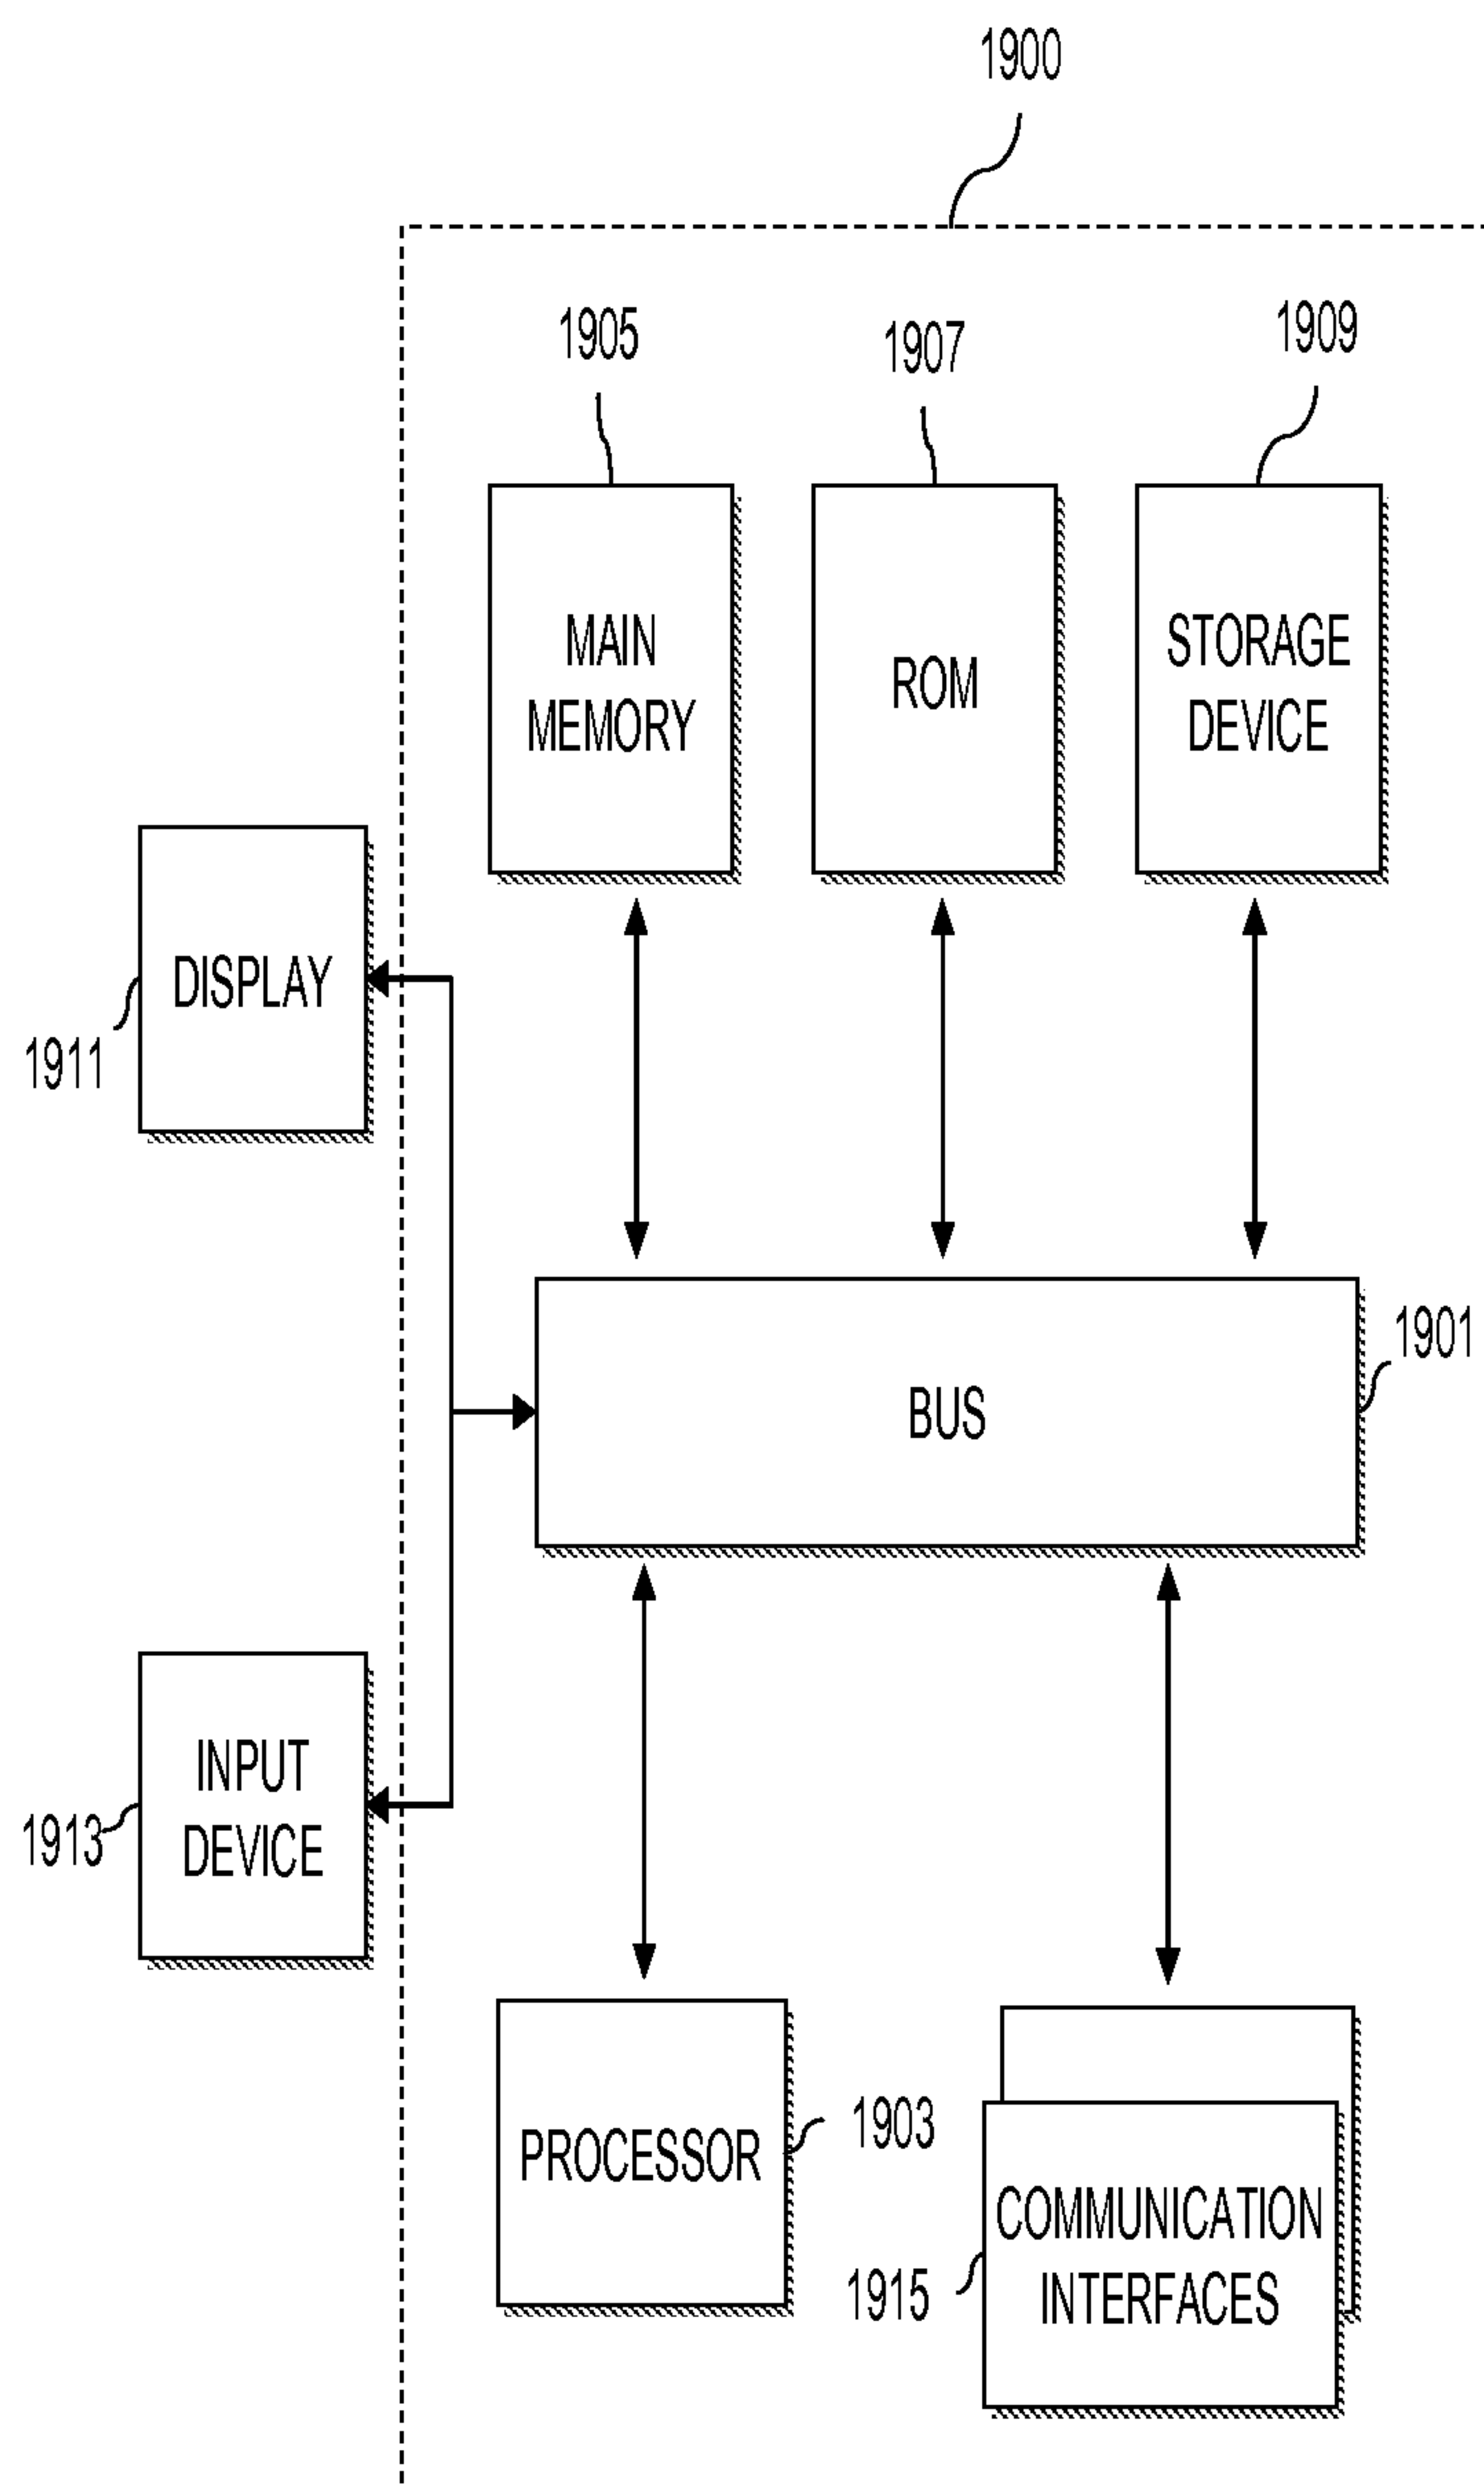 1900
1905
1907
1909
MAIN
MEMORY
ROM
STORAGE
DEVICE
DISPLAY
1911
1901
BUS
INPUT
DEVICE
1913
PROCESSOR
1903
COMMUNICATION
INTERFACES
1915